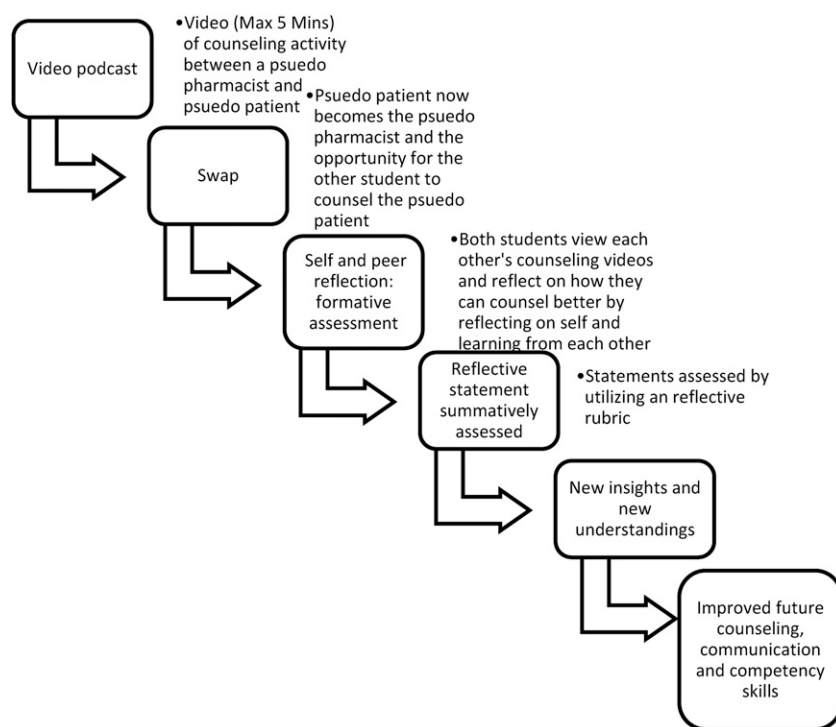 Video podcast
•Video (Max 5 Mins)
of counseling activity
between a psuedo
pharmacist and
psuedo patient
Swap
•Psuedo patient now
becomes the psuedo
pharmacist and the
opportunity for the
other student to
counsel the psuedo
patient
Self and peer
reflection:
formative
assessment
•Both students view each
other's counseling videos
and reflect on how they
can counsel better by
reflecting on self and
learning from each other
Reflective
statement
summatively
assessed
•Statements assessed by
utilizing an reflective
rubric
New insights and
new
understandings
Improved future
counseling,
communication
and competency
skills